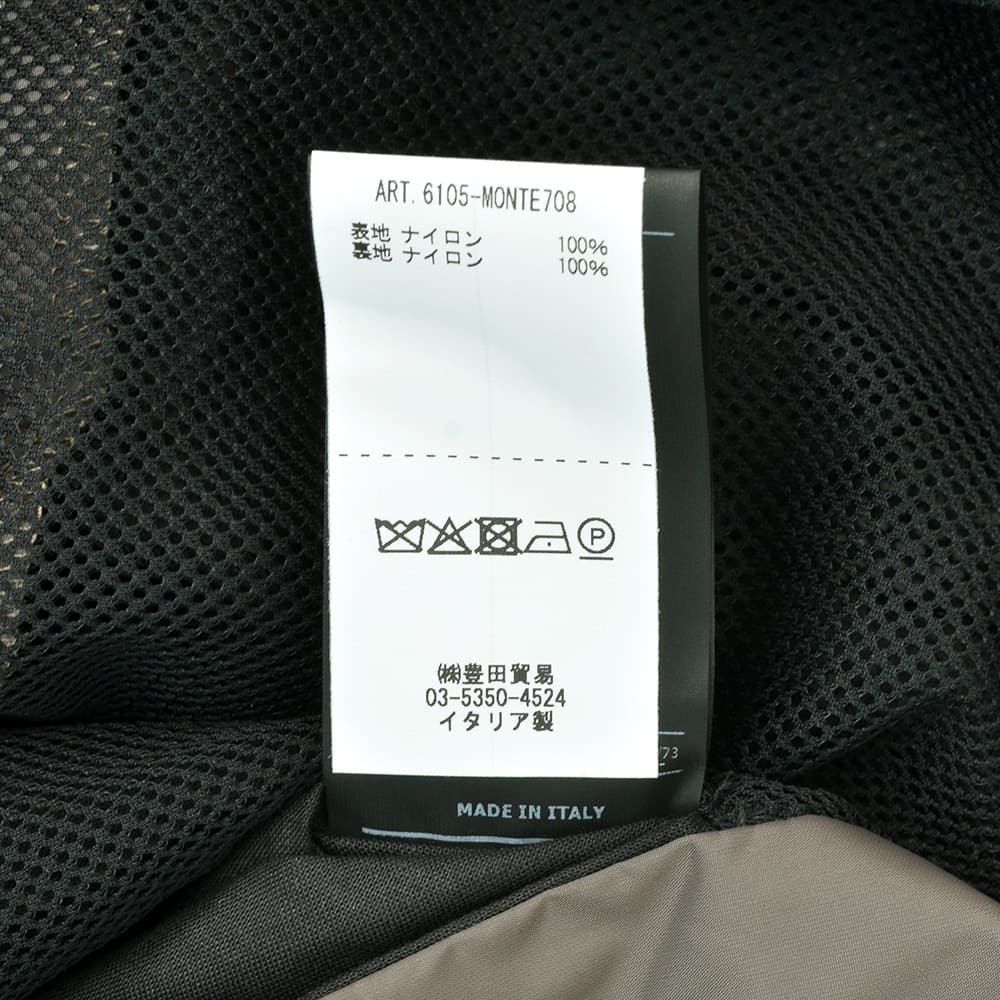 ART. 6105-MONTE708
表地 ナイロン 100%
裏地 ナイロン 100%
P
㈱豊田貿易
03-5350-4524
イタリア製
/73
MADE IN ITALY